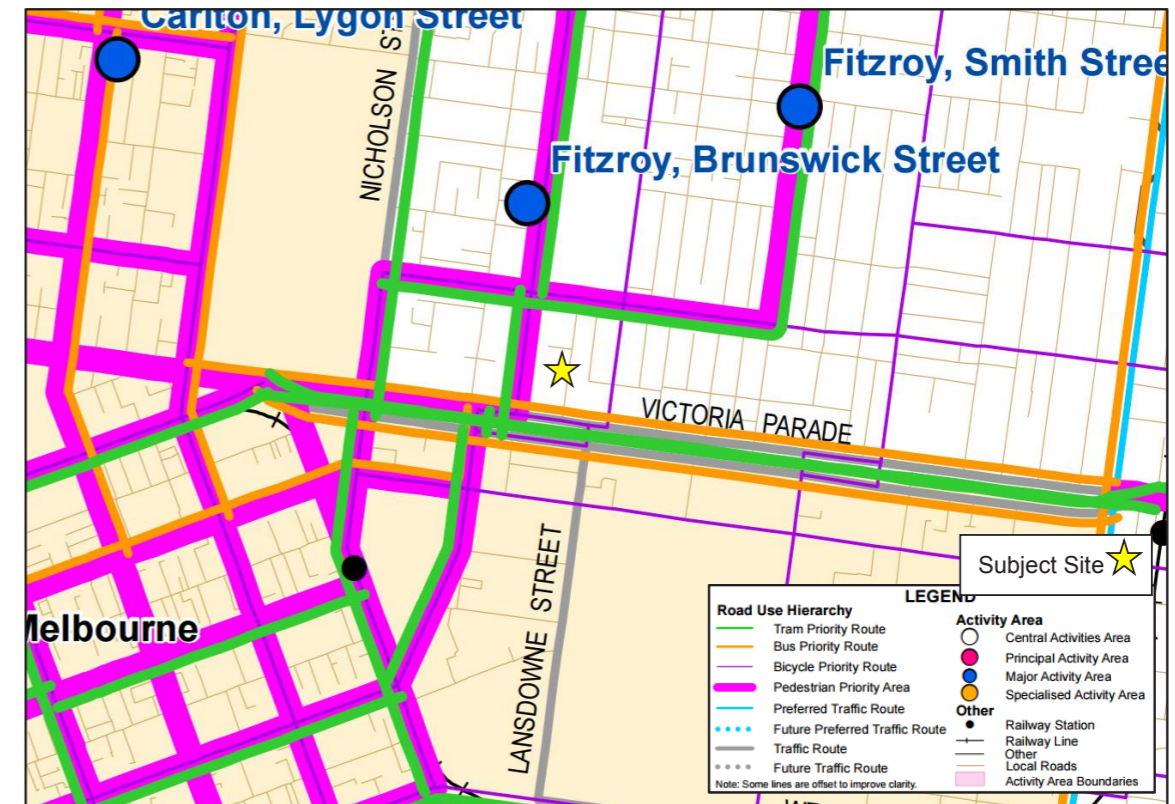 Carlton, Lygon Street
NICHOLSON ST
Fitzroy, Smith Stree
Fitzroy, Brunswick Street
VICTORIA PARADE
LANSDOWNE STREET
Melbourne
Subject Site
LEGEND
Road Use Hierarchy
Tram Priority Route
Bus Priority Route
Bicycle Priority Route
Pedestrian Priority Area
Preferred Traffic Route
Future Preferred Traffic Route
Traffic Route
Future Traffic Route
Note: Some lines are offset to improve clarity.
Activity Area
Central Activities Area
Principal Activity Area
Major Activity Area
Specialised Activity Area
Other
Railway Station
Railway Line
Other
Local Roads
Activity Area Boundaries